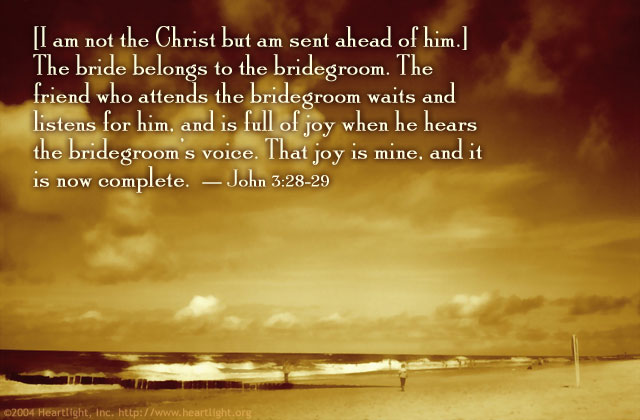 [I am not the Christ but am sent ahead of him.]
The bride belongs to the bridegroom. The
friend who attends the bridegroom waits and
listens for him, and is full of joy when he hears
the bridegroom's voice. That joy is mine, and it
is now complete. — John 3:28-29
©2004 Heartlight, Inc. http://www.heartlight.org